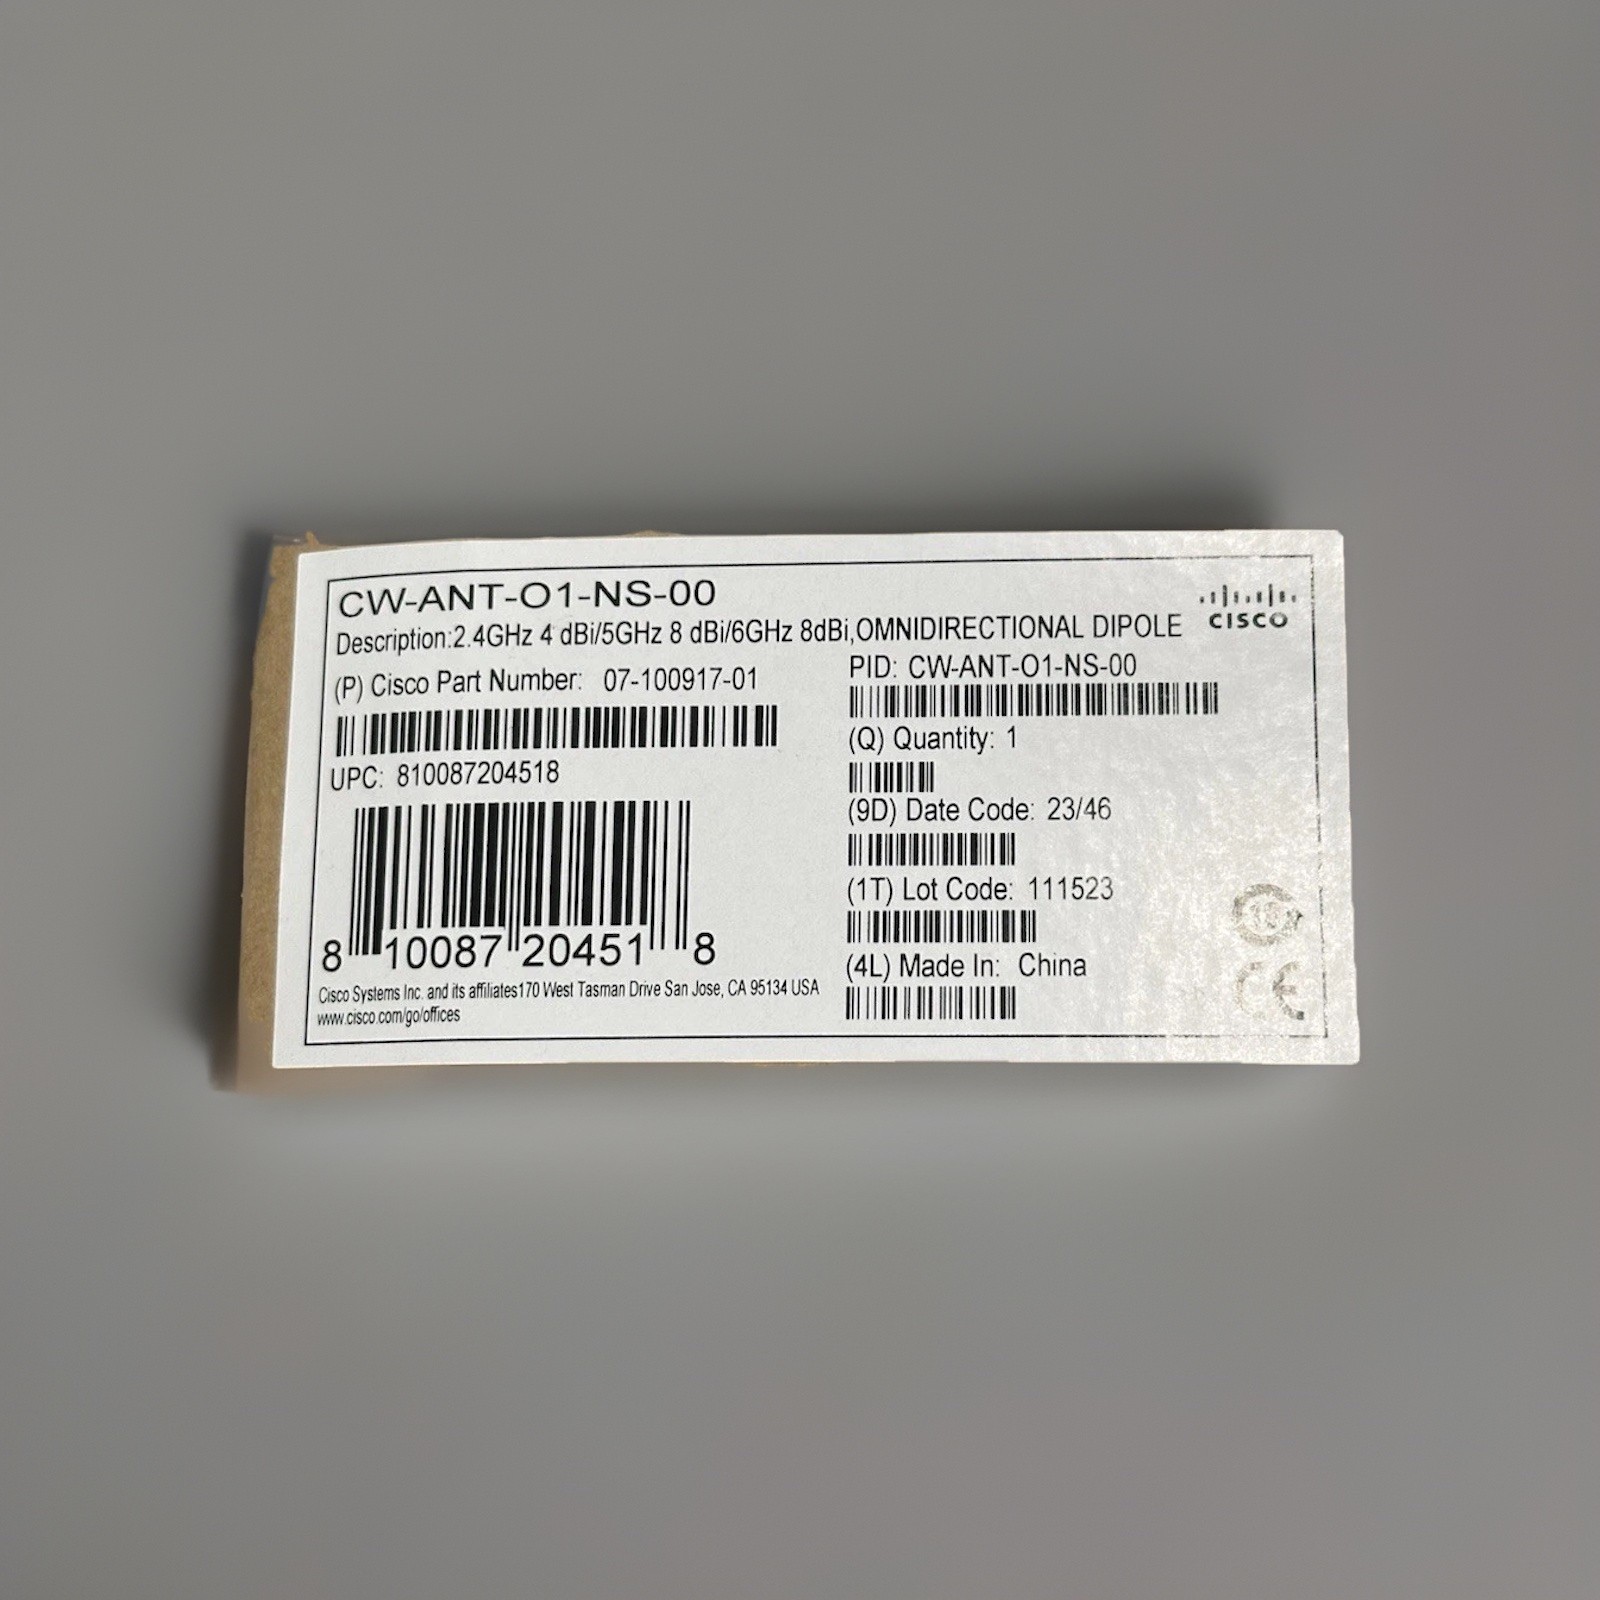 CW-ANT-O1-NS-00
CISCO
Description:2.4GHz 4 dBi/5GHz 8 dBi/6GHz 8dBi,OMNIDIRECTIONAL DIPOLE
(P) Cisco Part Number: 07-100917-01
UPC: 810087204518
8 10087 20451 8
Cisco Systems Inc. and its affiliates170 West Tasman Drive San Jose, CA 95134 USA
www.cisco.com/go/offices
PID: CW-ANT-O1-NS-00
(Q) Quantity: 1
(9D) Date Code: 23/46
(1T) Lot Code: 111523
(4L) Made In: China
CE